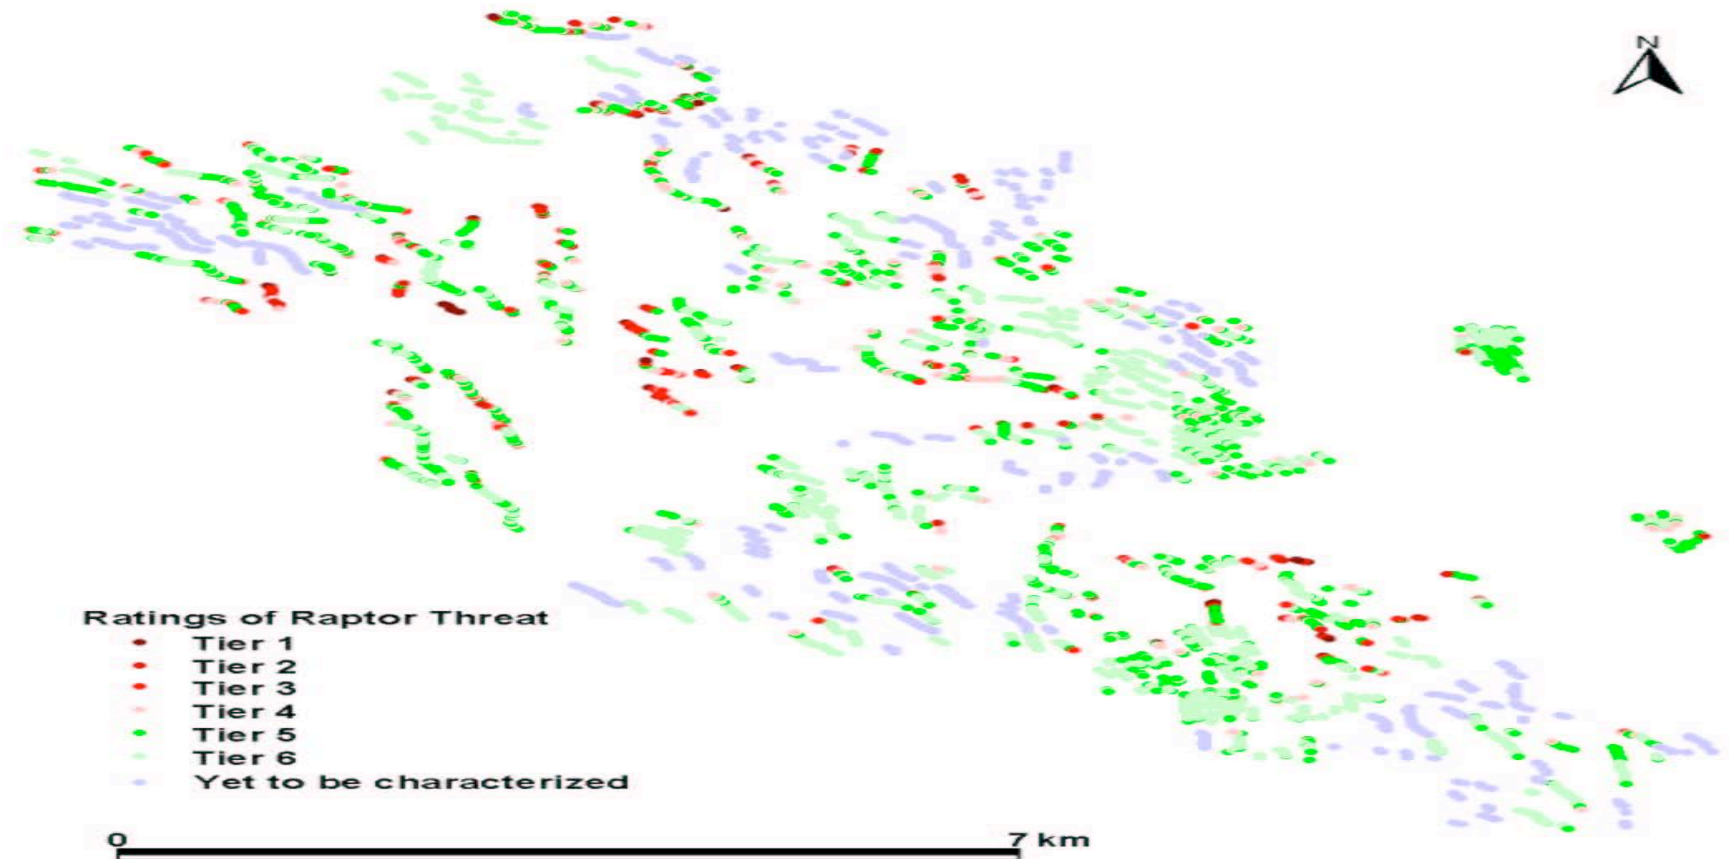 N
Ratings of Raptor Threat
Tier 1
Tier 2
Tier 3
Tier 4
Tier 5
Tier 6
Yet to be characterized
0 7 km